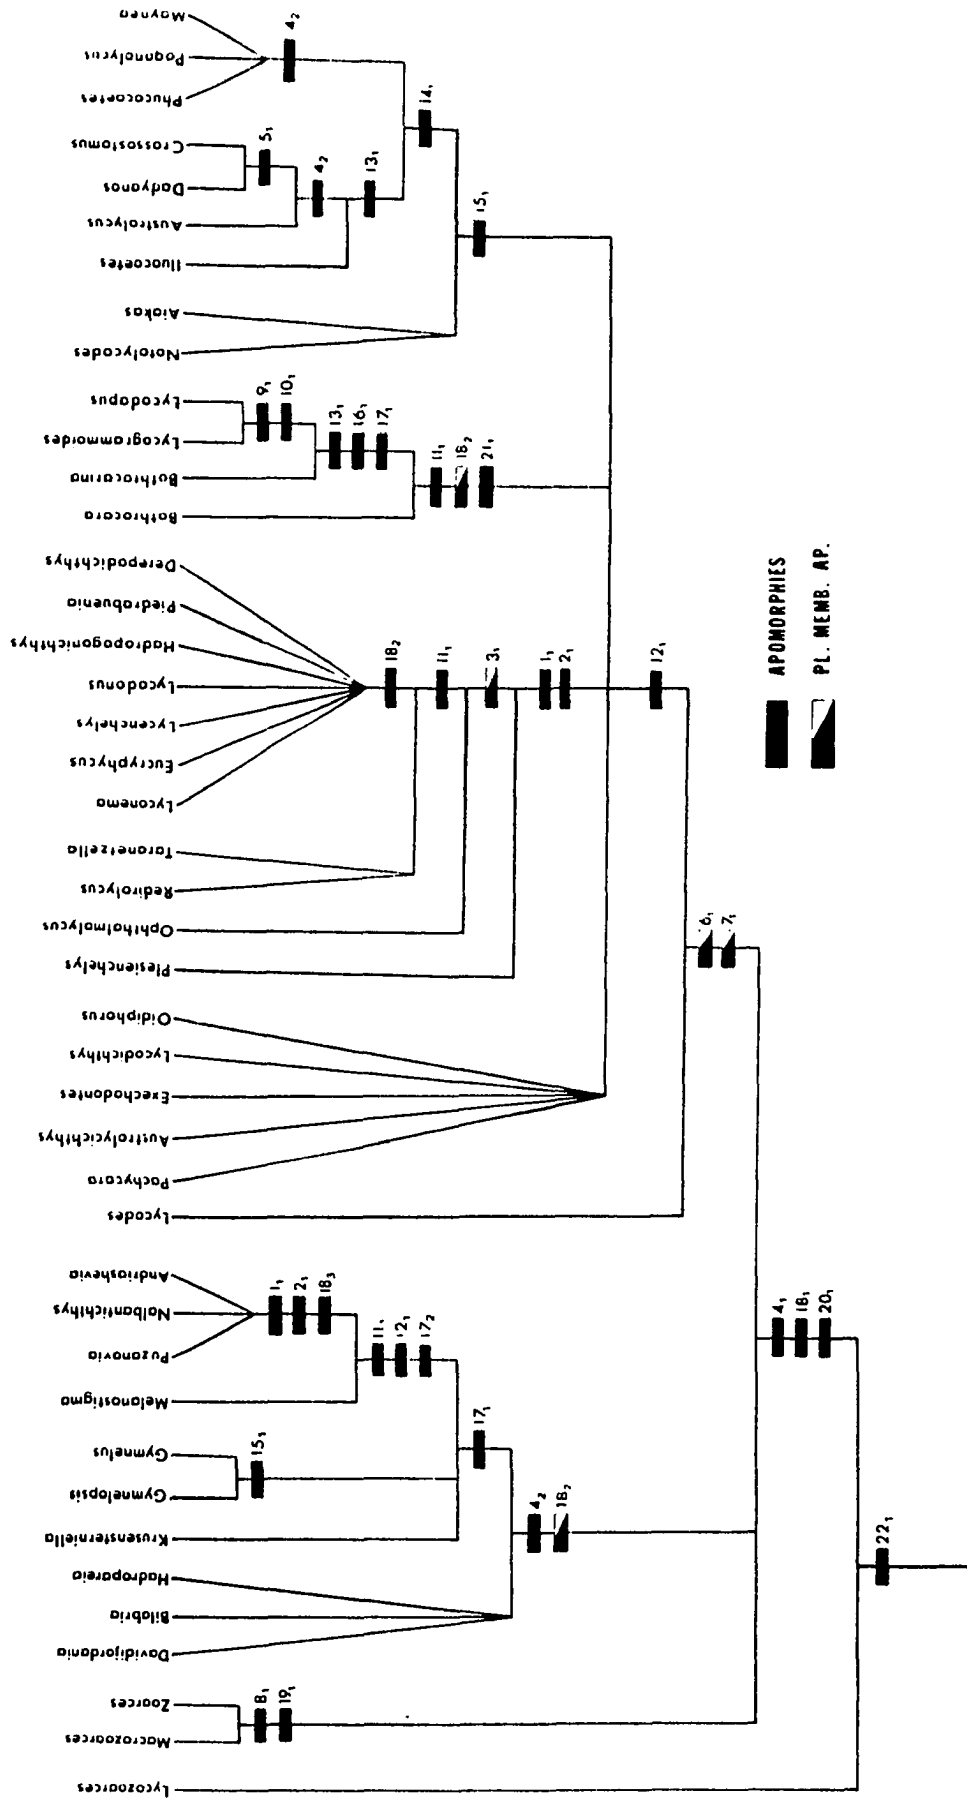 Maynea
Pogonolycus
Phucocoetes
Crossostomus
Dadyanos
Austrolycus
Iluocoetes
Aiakas
Notolycodes
Lycodapus
Lycogrammoides
Bothrocarina
Bothrocara
Derepodichthys
Piedrabuenia
Hadropogonichthys
Lycodonus
Lycenchelys
Eucryphycus
Lyconema
Taranetzella
Redirolycus
Ophthalmolycus
Plesienchelys
Oidiphorus
Lycodichthys
Exechodontes
Austrolycichthys
Pachycara
Lycodes
Andriashevia
Nalbantichthys
Puzanovia
Melanostigma
Gymnelus
Gymnelopsis
Krusensterniella
Hadropareia
Bilabria
Davidijordania
Zoarces
Macrozoarces
Lycozoarces
4₂
5₁
4₂
13₁
14₁
15₁
9₁
10₁
13₁
16₁
17₁
11₁
18₂
21₁
18₂
11₁
3₁
1₁
2₁
12₁
6₁
7₁
1₁
2₁
18₃
11₁
12₁
17₂
15₁
17₁
4₂
18₂
8₁
19₁
4₁
18₁
20₁
22₁
APOMORPHIES
PL. MEMB. AP.